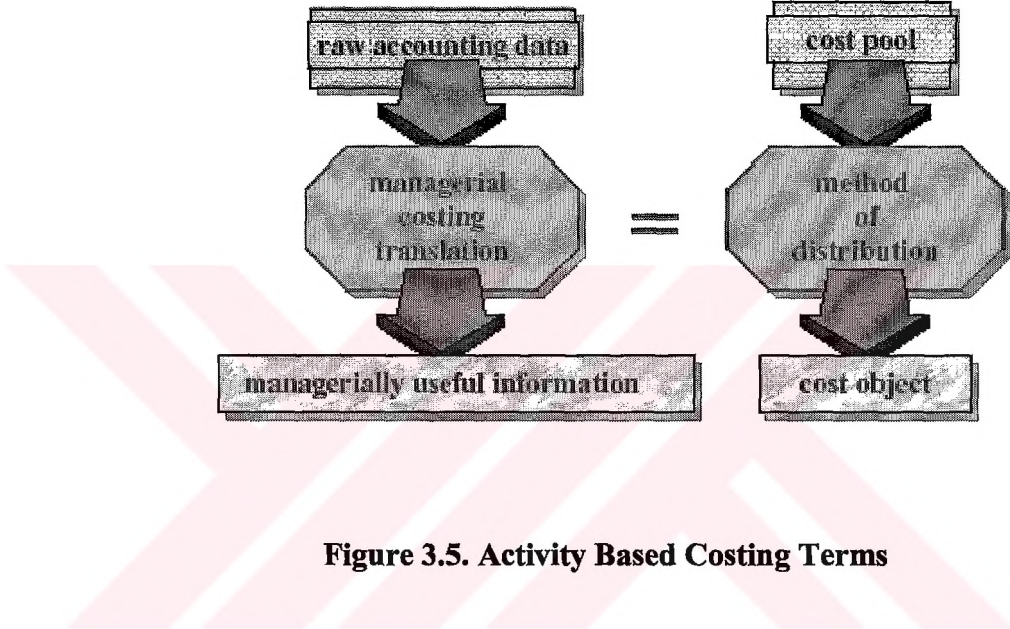 raw accounting data
cost pool
managerial
costing
translation
=
method
of
distribution
managerially useful information
cost object
Figure 3.5. Activity Based Costing Terms